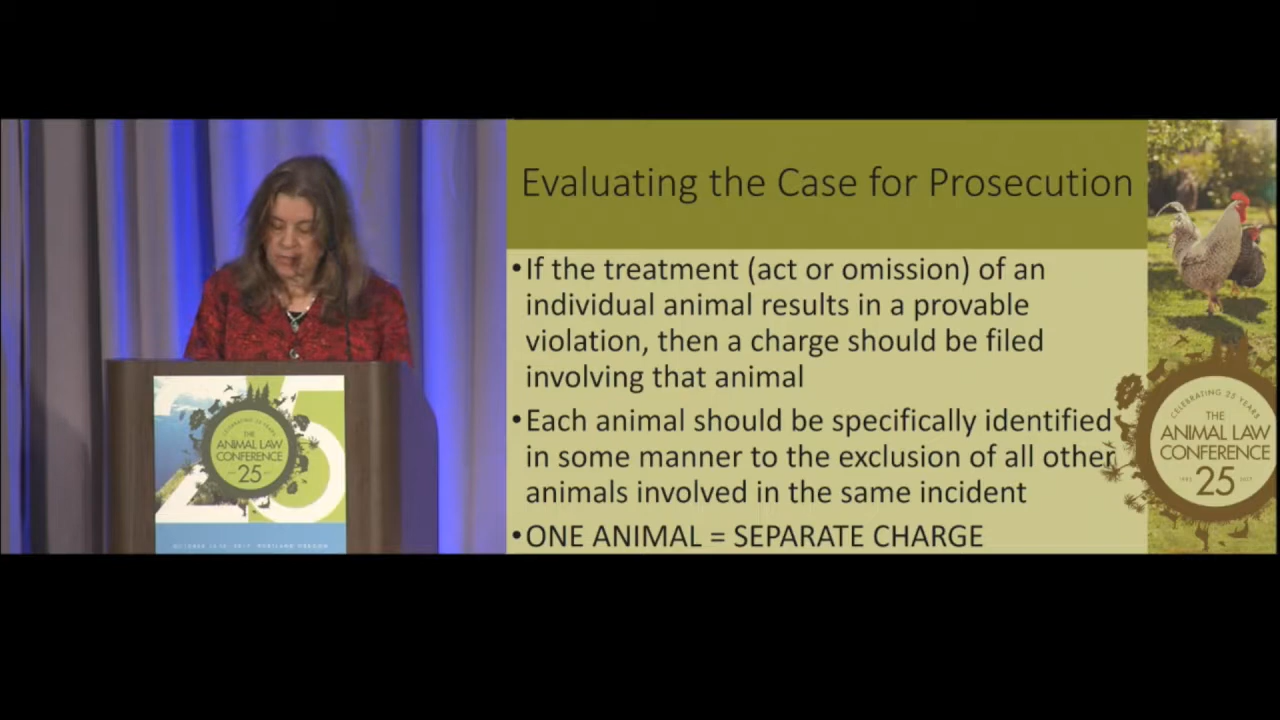 Evaluating the Case for Prosecution
•If the treatment (act or omission) of an
individual animal results in a provable
violation, then a charge should be filed
involving that animal
•Each animal should be specifically identified
in some manner to the exclusion of all other
animals involved in the same incident
•ONE ANIMAL = SEPARATE CHARGE
CELEBRATING 25 YEARS
THE
ANIMAL LAW
CONFERENCE
25
CELEBRATING 25 YEARS
THE
ANIMAL LAW
CONFERENCE
25